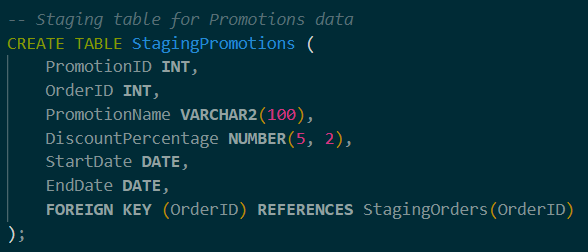 -- Staging table for Promotions data
CREATE TABLE StagingPromotions (
    PromotionID INT,
    OrderID INT,
    PromotionName VARCHAR2(100),
    DiscountPercentage NUMBER(5, 2),
    StartDate DATE,
    EndDate DATE,
    FOREIGN KEY (OrderID) REFERENCES StagingOrders(OrderID)
);